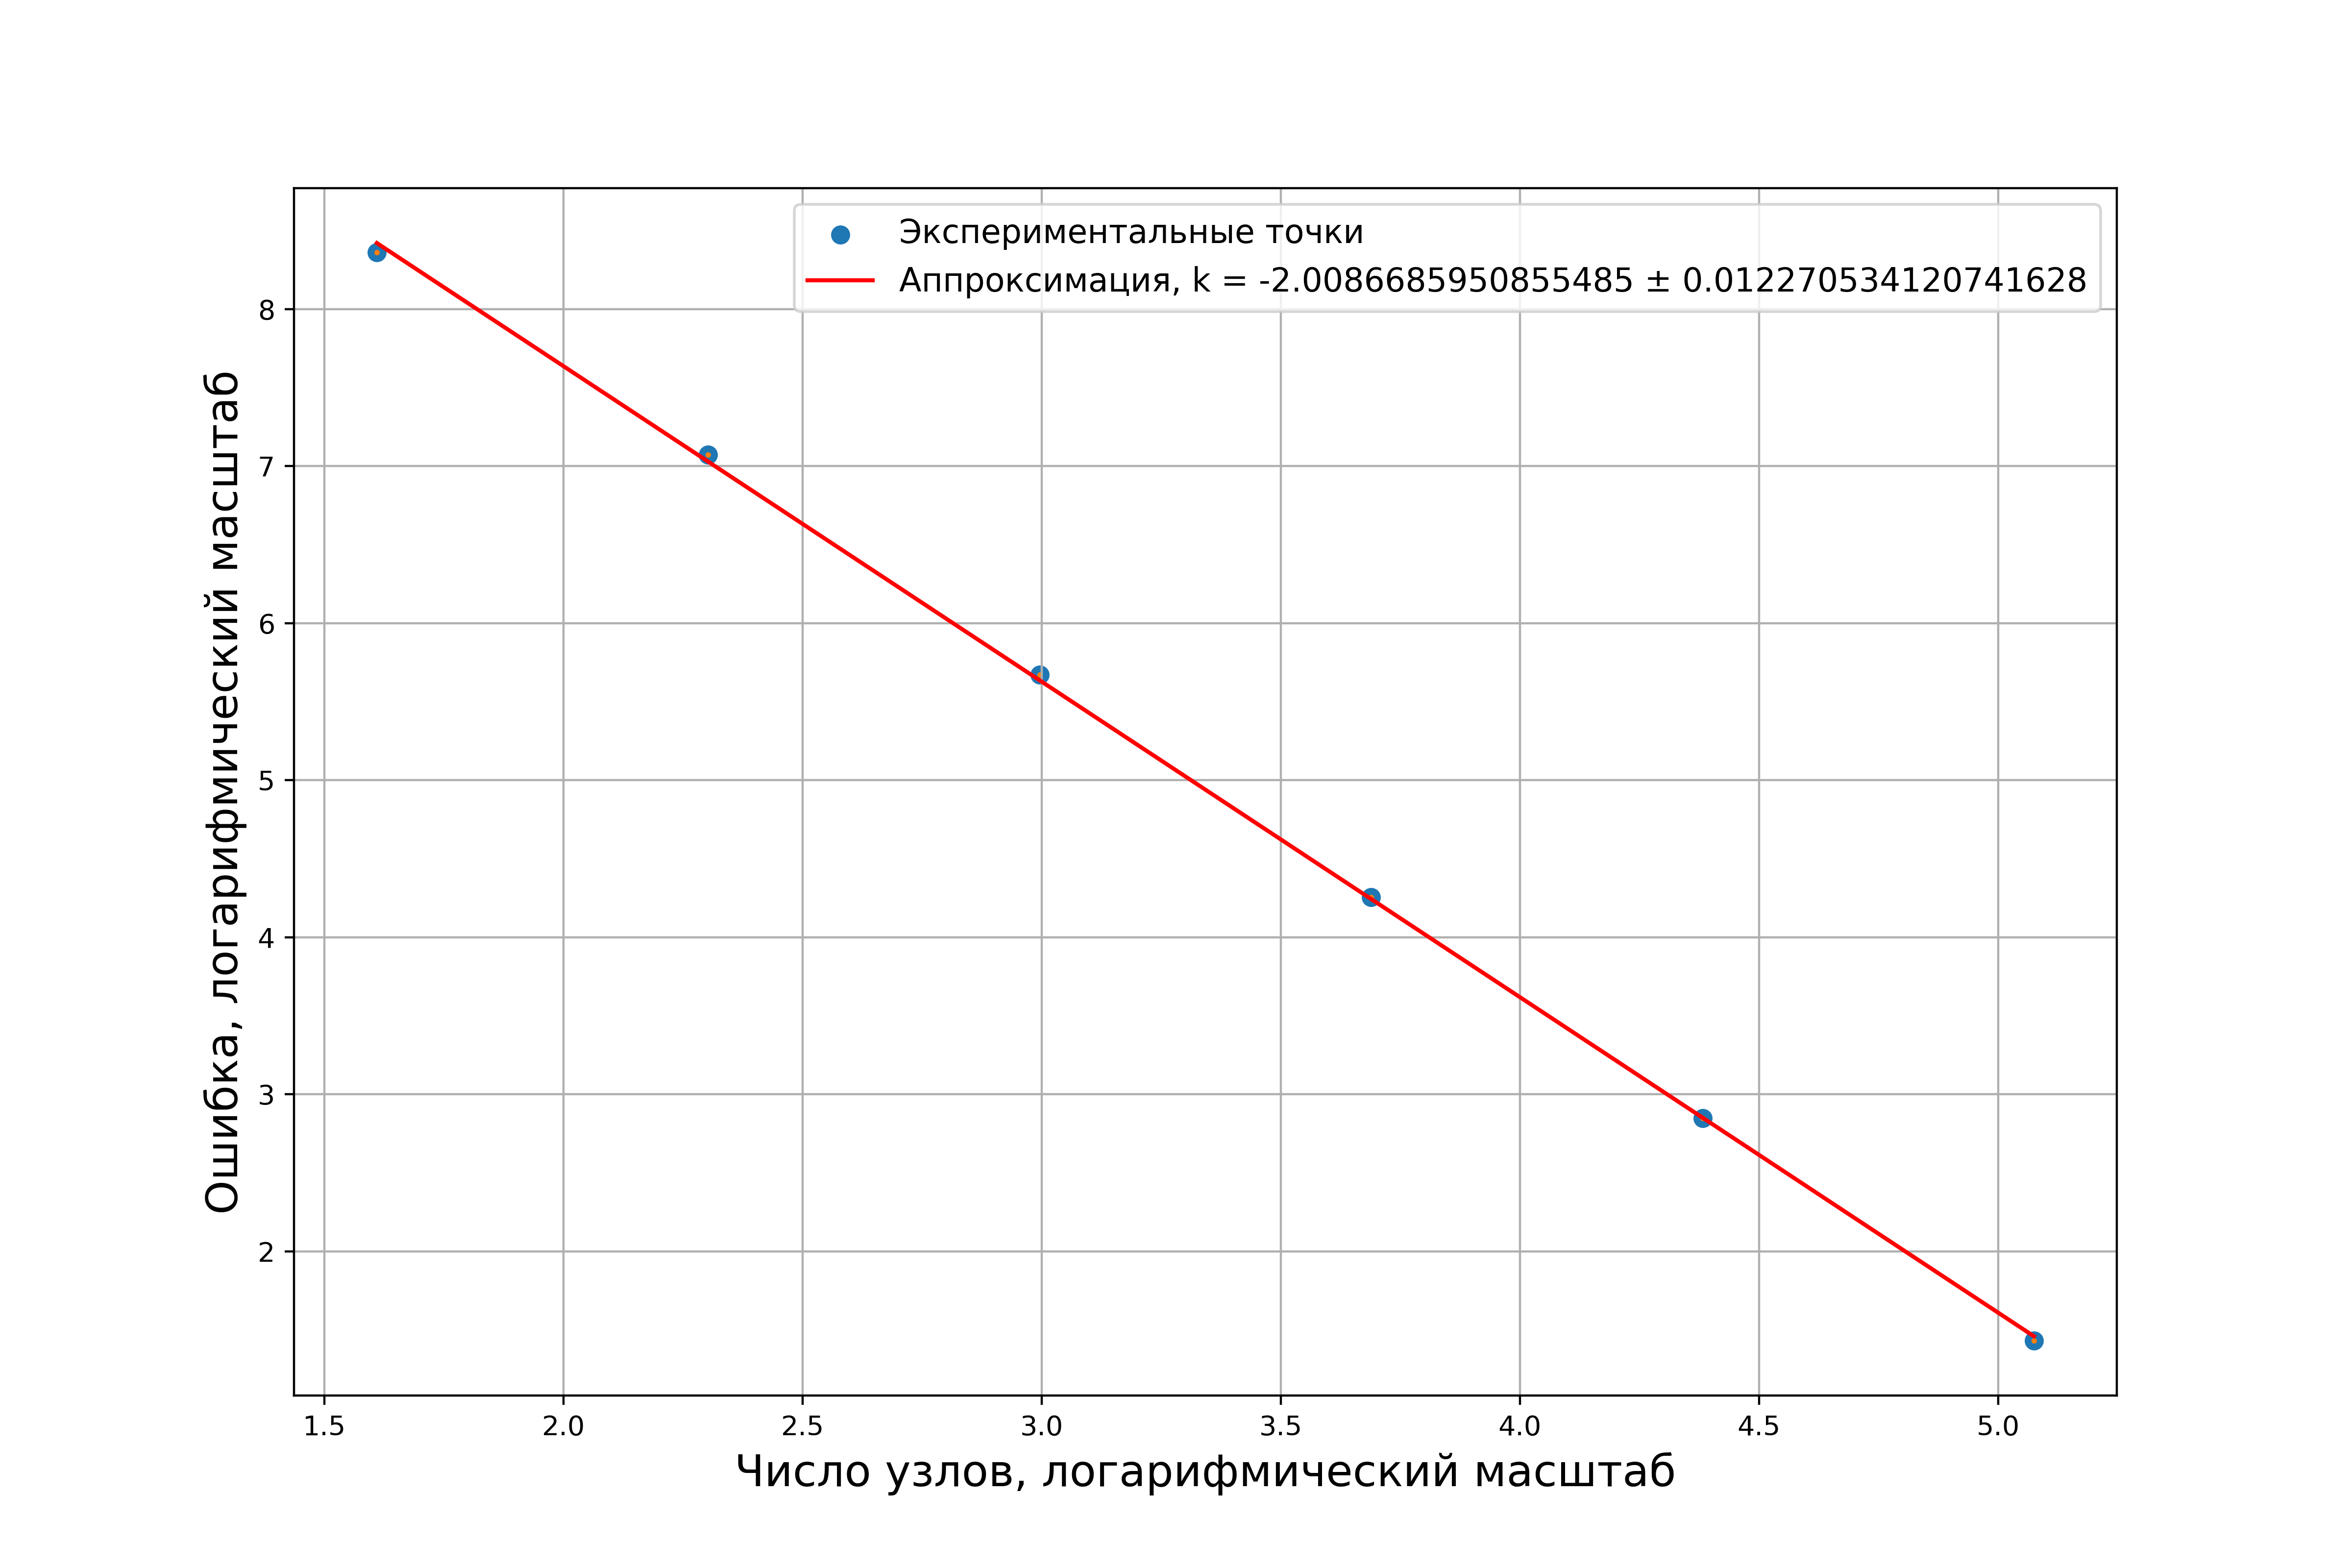 Экспериментальные точки
Аппроксимация, k = -2.0086685950855485 ± 0.012270534120741628
8
7
6
5
4
3
2
Ошибка, логарифмический масштаб
1.5 2.0 2.5 3.0 3.5 4.0 4.5 5.0
Число узлов, логарифмический масштаб